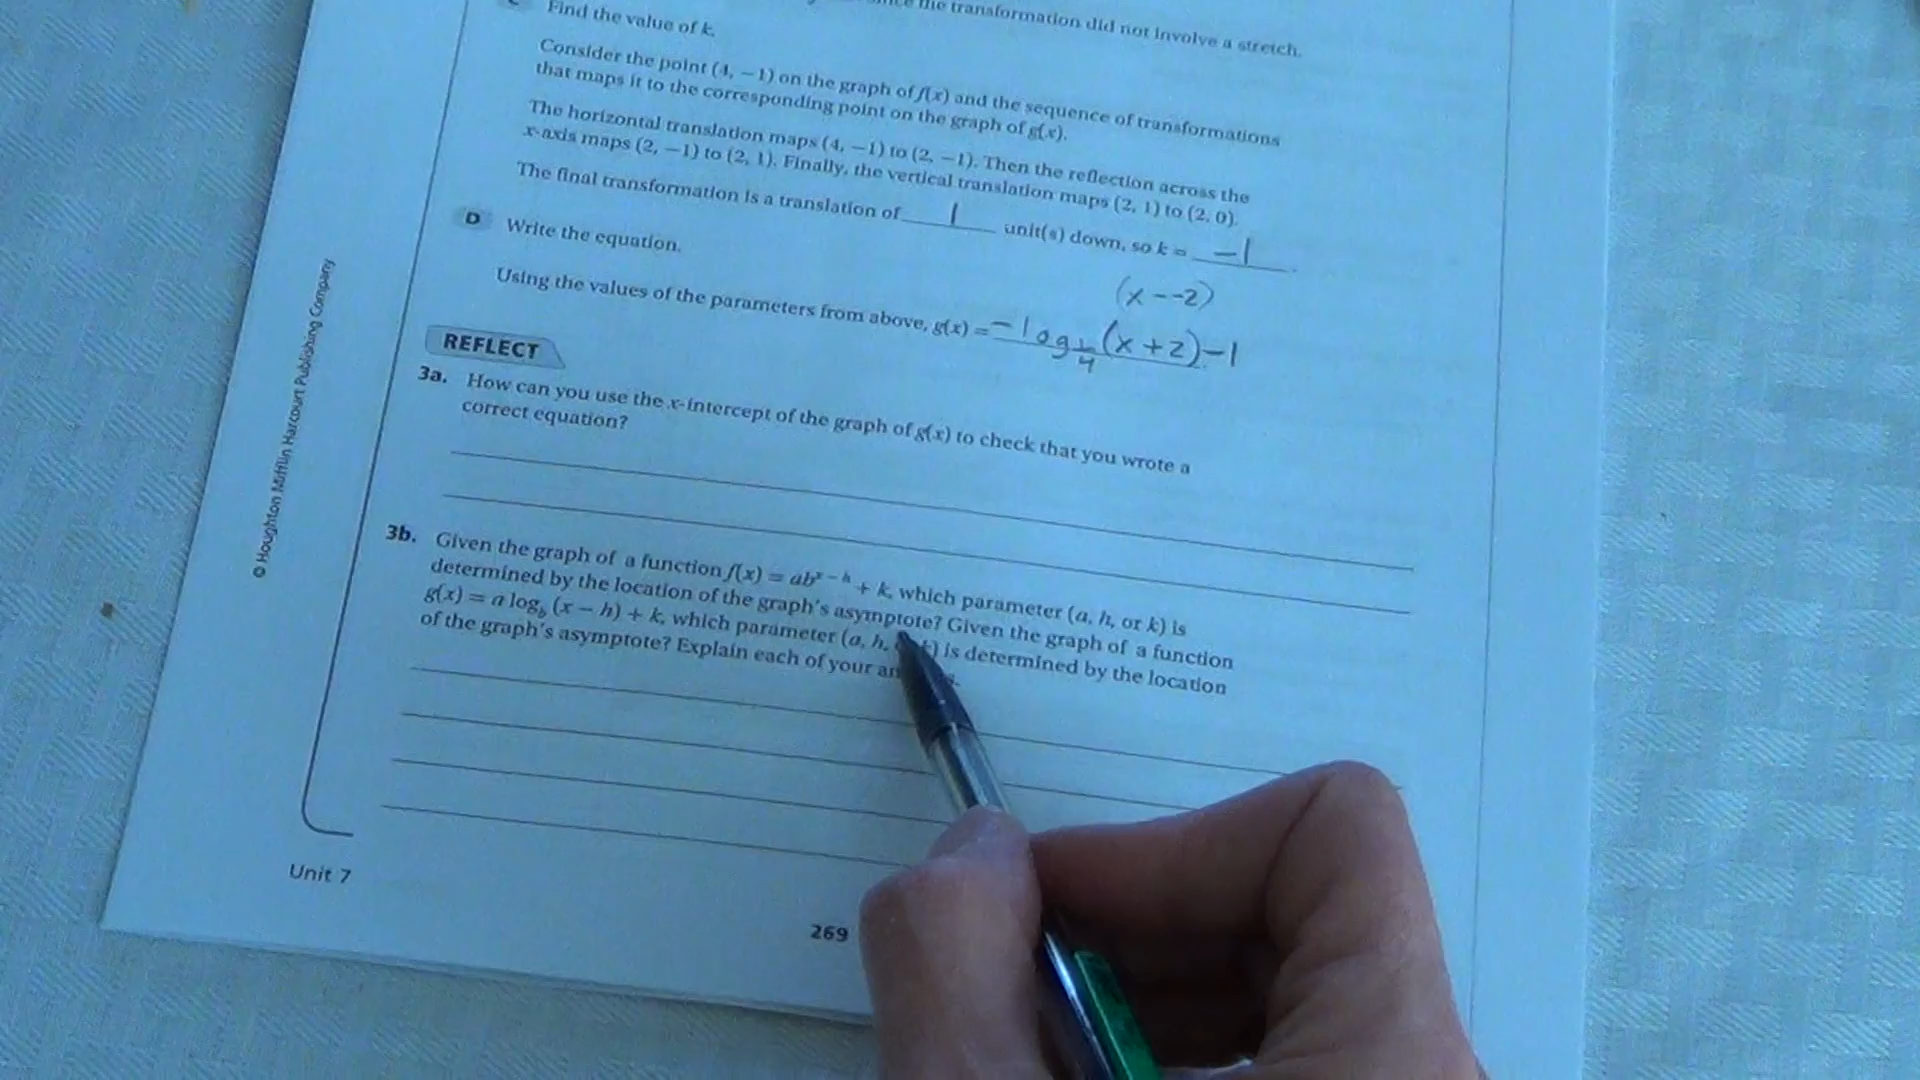 the transformation did not involve a stretch.
Find the value of k.
Consider the point (4, −1) on the graph of f(x) and the sequence of transformations
that maps it to the corresponding point on the graph of g(x).
The horizontal translation maps (4, −1) to (2, −1). Then the reflection across the
x-axis maps (2, −1) to (2, 1). Finally, the vertical translation maps (2, 1) to (2, 0).
The final transformation is a translation of 1 unit(s) down, so k = −1.
D Write the equation.
(x--2)
Using the values of the parameters from above, g(x) = −log 1/4 (x+2)−1
REFLECT
3a. How can you use the x-intercept of the graph of g(x) to check that you wrote a
correct equation?
3b. Given the graph of a function f(x) = ab^(x − h) + k, which parameter (a, h, or k) is
determined by the location of the graph's asymptote? Given the graph of a function
g(x) = a log_b (x − h) + k, which parameter (a, h, k) is determined by the location
of the graph's asymptote? Explain each of your
Unit 7
269
© Houghton Mifflin Harcourt Publishing Company